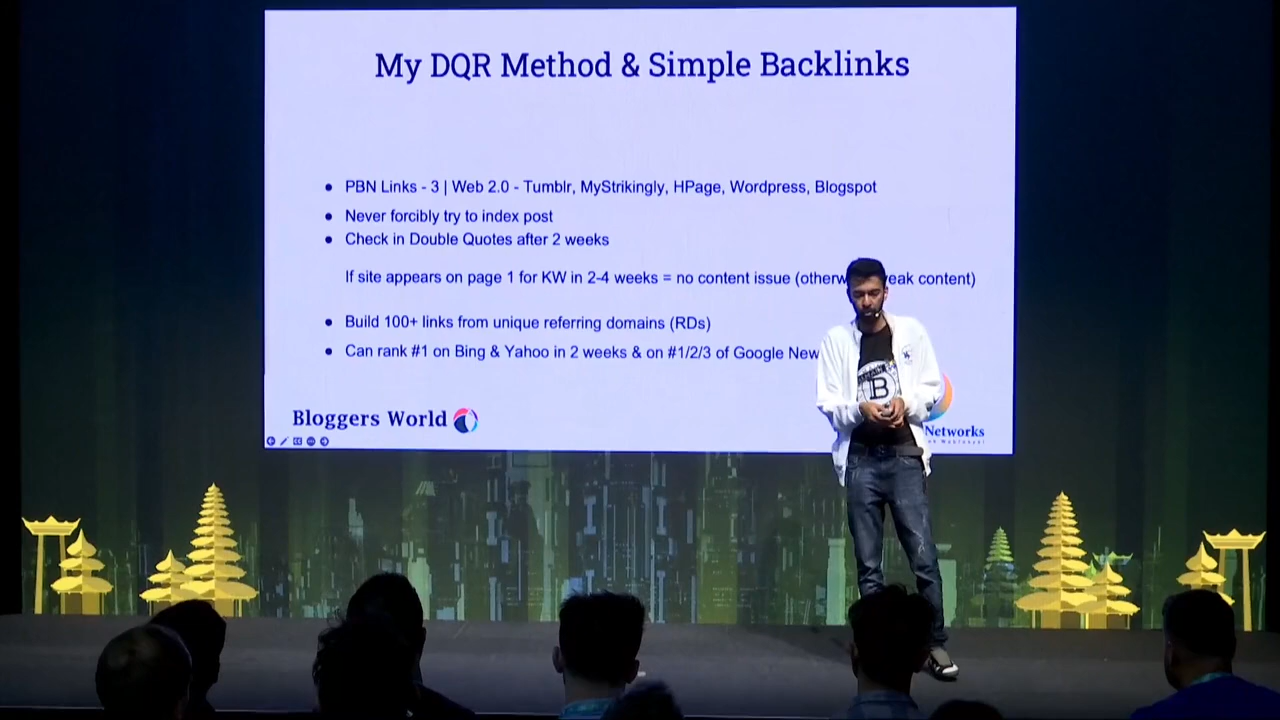 My DQR Method & Simple Backlinks
● PBN Links - 3 | Web 2.0 - Tumblr, MyStrikingly, HPage, Wordpress, Blogspot
● Never forcibly try to index post
● Check in Double Quotes after 2 weeks
If site appears on page 1 for KW in 2-4 weeks = no content issue (otherw eak content)
● Build 100+ links from unique referring domains (RDs)
● Can rank #1 on Bing & Yahoo in 2 weeks & on #1/2/3 of Google New
Bloggers World
Networks
B